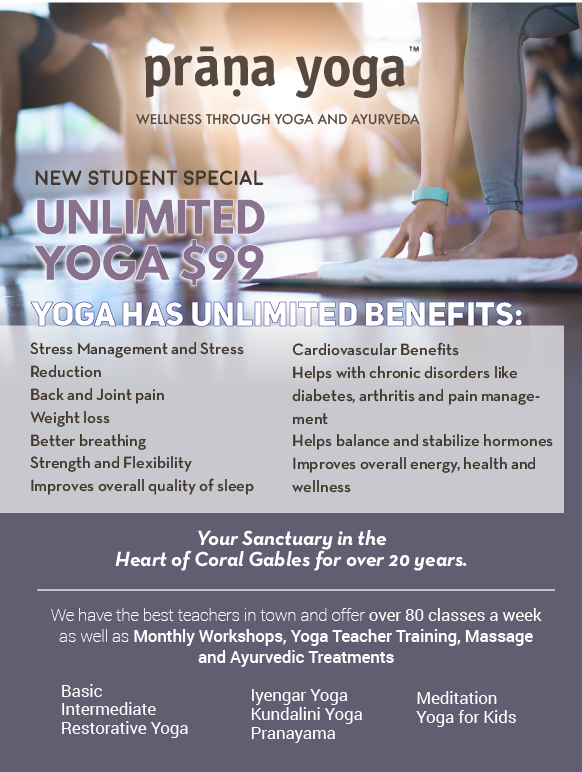 prāṇa yoga™
WELLNESS THROUGH YOGA AND AYURVEDA
NEW STUDENT SPECIAL
UNLIMITED
YOGA $99
YOGA HAS UNLIMITED BENEFITS:
Stress Management and Stress
Reduction
Back and Joint pain
Weight loss
Better breathing
Strength and Flexibility
Improves overall quality of sleep
Cardiovascular Benefits
Helps with chronic disorders like
diabetes, arthritis and pain manage-
ment
Helps balance and stabilize hormones
Improves overall energy, health and
wellness
Your Sanctuary in the
Heart of Coral Gables for over 20 years.
We have the best teachers in town and offer over 80 classes a week
as well as Monthly Workshops, Yoga Teacher Training, Massage
and Ayurvedic Treatments
Basic
Intermediate
Restorative Yoga
Iyengar Yoga
Kundalini Yoga
Pranayama
Meditation
Yoga for Kids